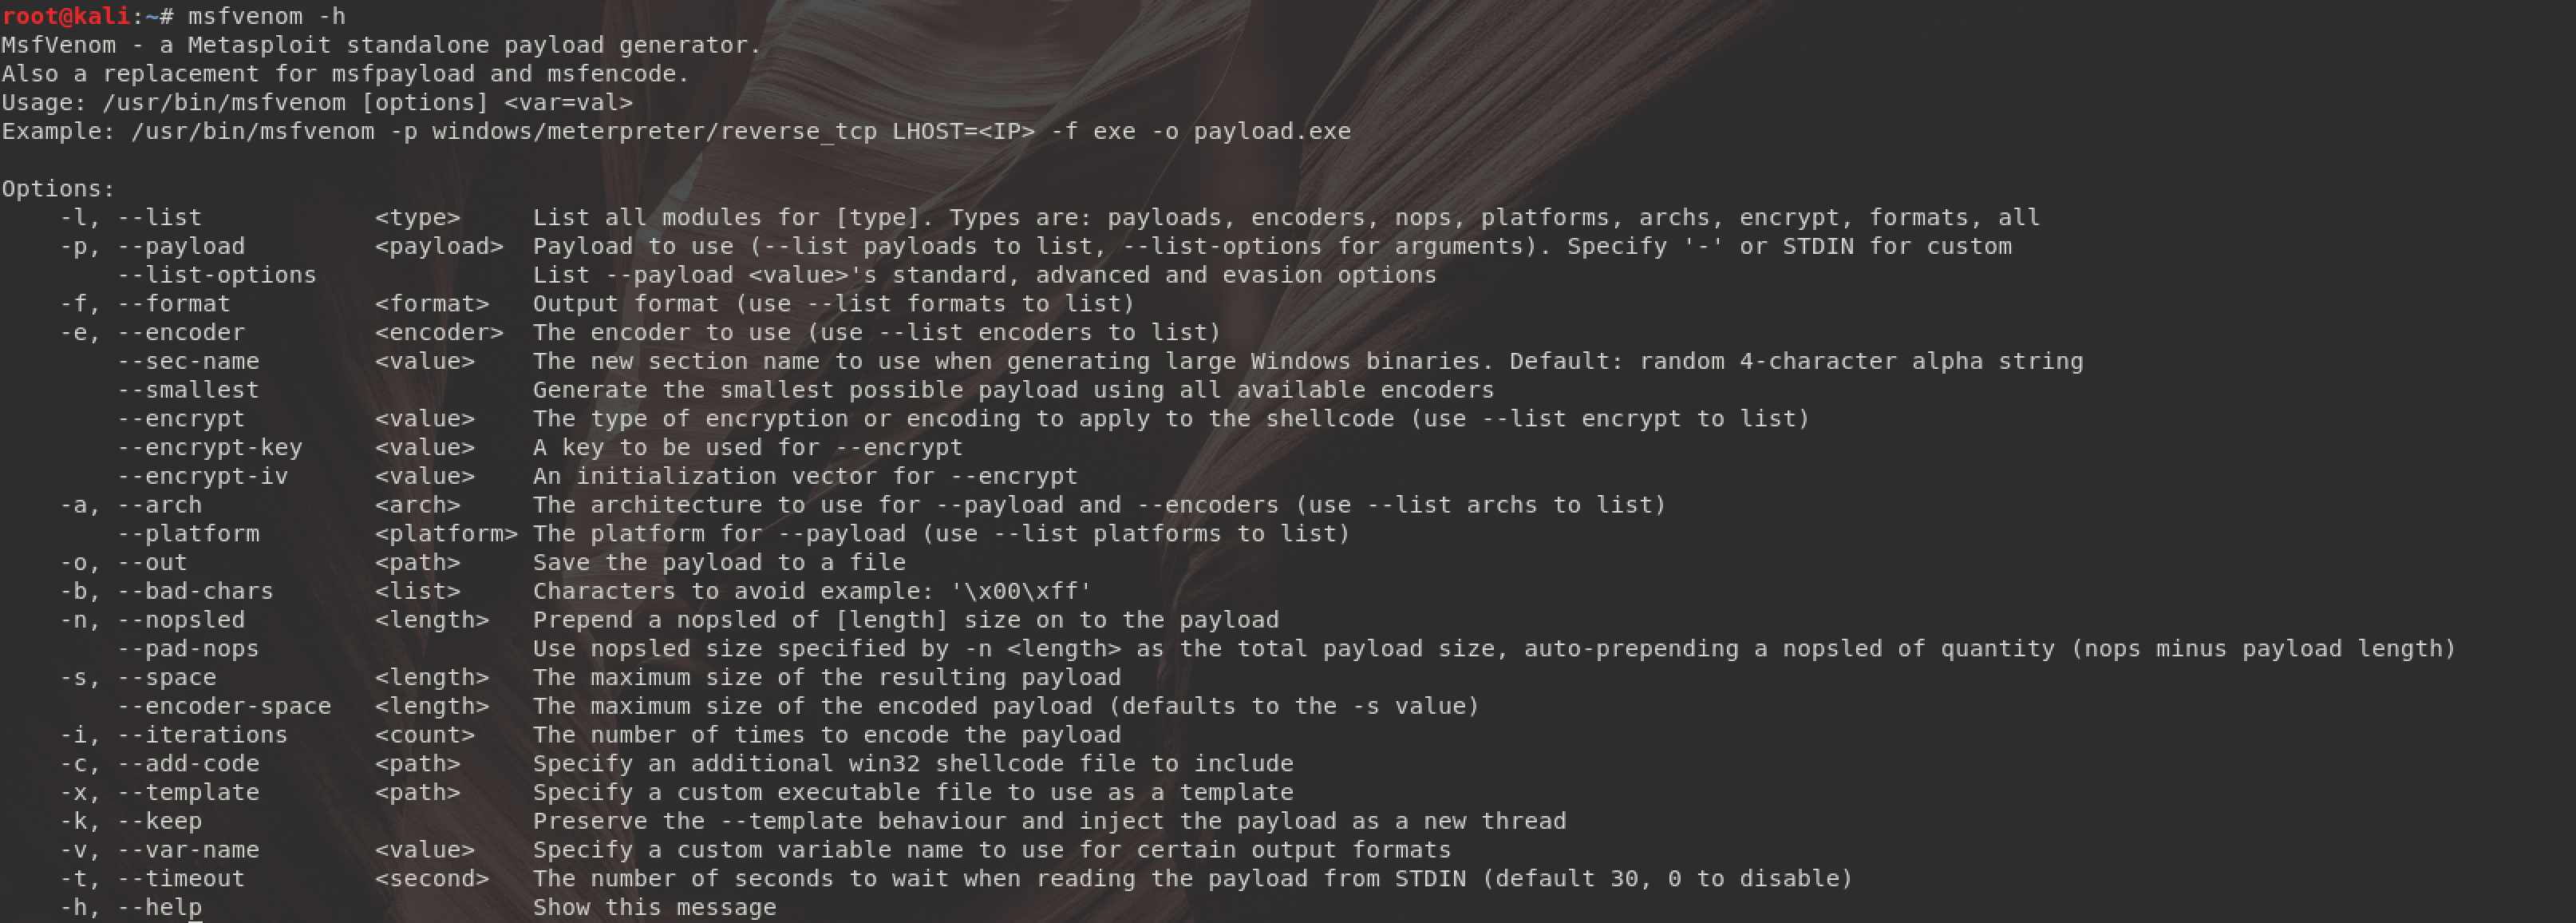 root@kali:~# msfvenom -h
MsfVenom - a Metasploit standalone payload generator.
Also a replacement for msfpayload and msfencode.
Usage: /usr/bin/msfvenom [options] <var=val>
Example: /usr/bin/msfvenom -p windows/meterpreter/reverse_tcp LHOST=<IP> -f exe -o payload.exe

Options:
    -l, --list            <type>     List all modules for [type]. Types are: payloads, encoders, nops, platforms, archs, encrypt, formats, all
    -p, --payload         <payload>  Payload to use (--list payloads to list, --list-options for arguments). Specify '-' or STDIN for custom
        --list-options               List --payload <value>'s standard, advanced and evasion options
    -f, --format          <format>   Output format (use --list formats to list)
    -e, --encoder         <encoder>  The encoder to use (use --list encoders to list)
        --sec-name        <value>    The new section name to use when generating large Windows binaries. Default: random 4-character alpha string
        --smallest                   Generate the smallest possible payload using all available encoders
        --encrypt         <value>    The type of encryption or encoding to apply to the shellcode (use --list encrypt to list)
        --encrypt-key     <value>    A key to be used for --encrypt
        --encrypt-iv      <value>    An initialization vector for --encrypt
    -a, --arch            <arch>     The architecture to use for --payload and --encoders (use --list archs to list)
        --platform        <platform> The platform for --payload (use --list platforms to list)
    -o, --out             <path>     Save the payload to a file
    -b, --bad-chars       <list>     Characters to avoid example: '\x00\xff'
    -n, --nopsled         <length>   Prepend a nopsled of [length] size on to the payload
        --pad-nops                   Use nopsled size specified by -n <length> as the total payload size, auto-prepending a nopsled of quantity (nops minus payload length)
    -s, --space           <length>   The maximum size of the resulting payload
        --encoder-space   <length>   The maximum size of the encoded payload (defaults to the -s value)
    -i, --iterations      <count>    The number of times to encode the payload
    -c, --add-code        <path>     Specify an additional win32 shellcode file to include
    -x, --template        <path>     Specify a custom executable file to use as a template
    -k, --keep                       Preserve the --template behaviour and inject the payload as a new thread
    -v, --var-name        <value>    Specify a custom variable name to use for certain output formats
    -t, --timeout         <second>   The number of seconds to wait when reading the payload from STDIN (default 30, 0 to disable)
    -h, --help                       Show this message